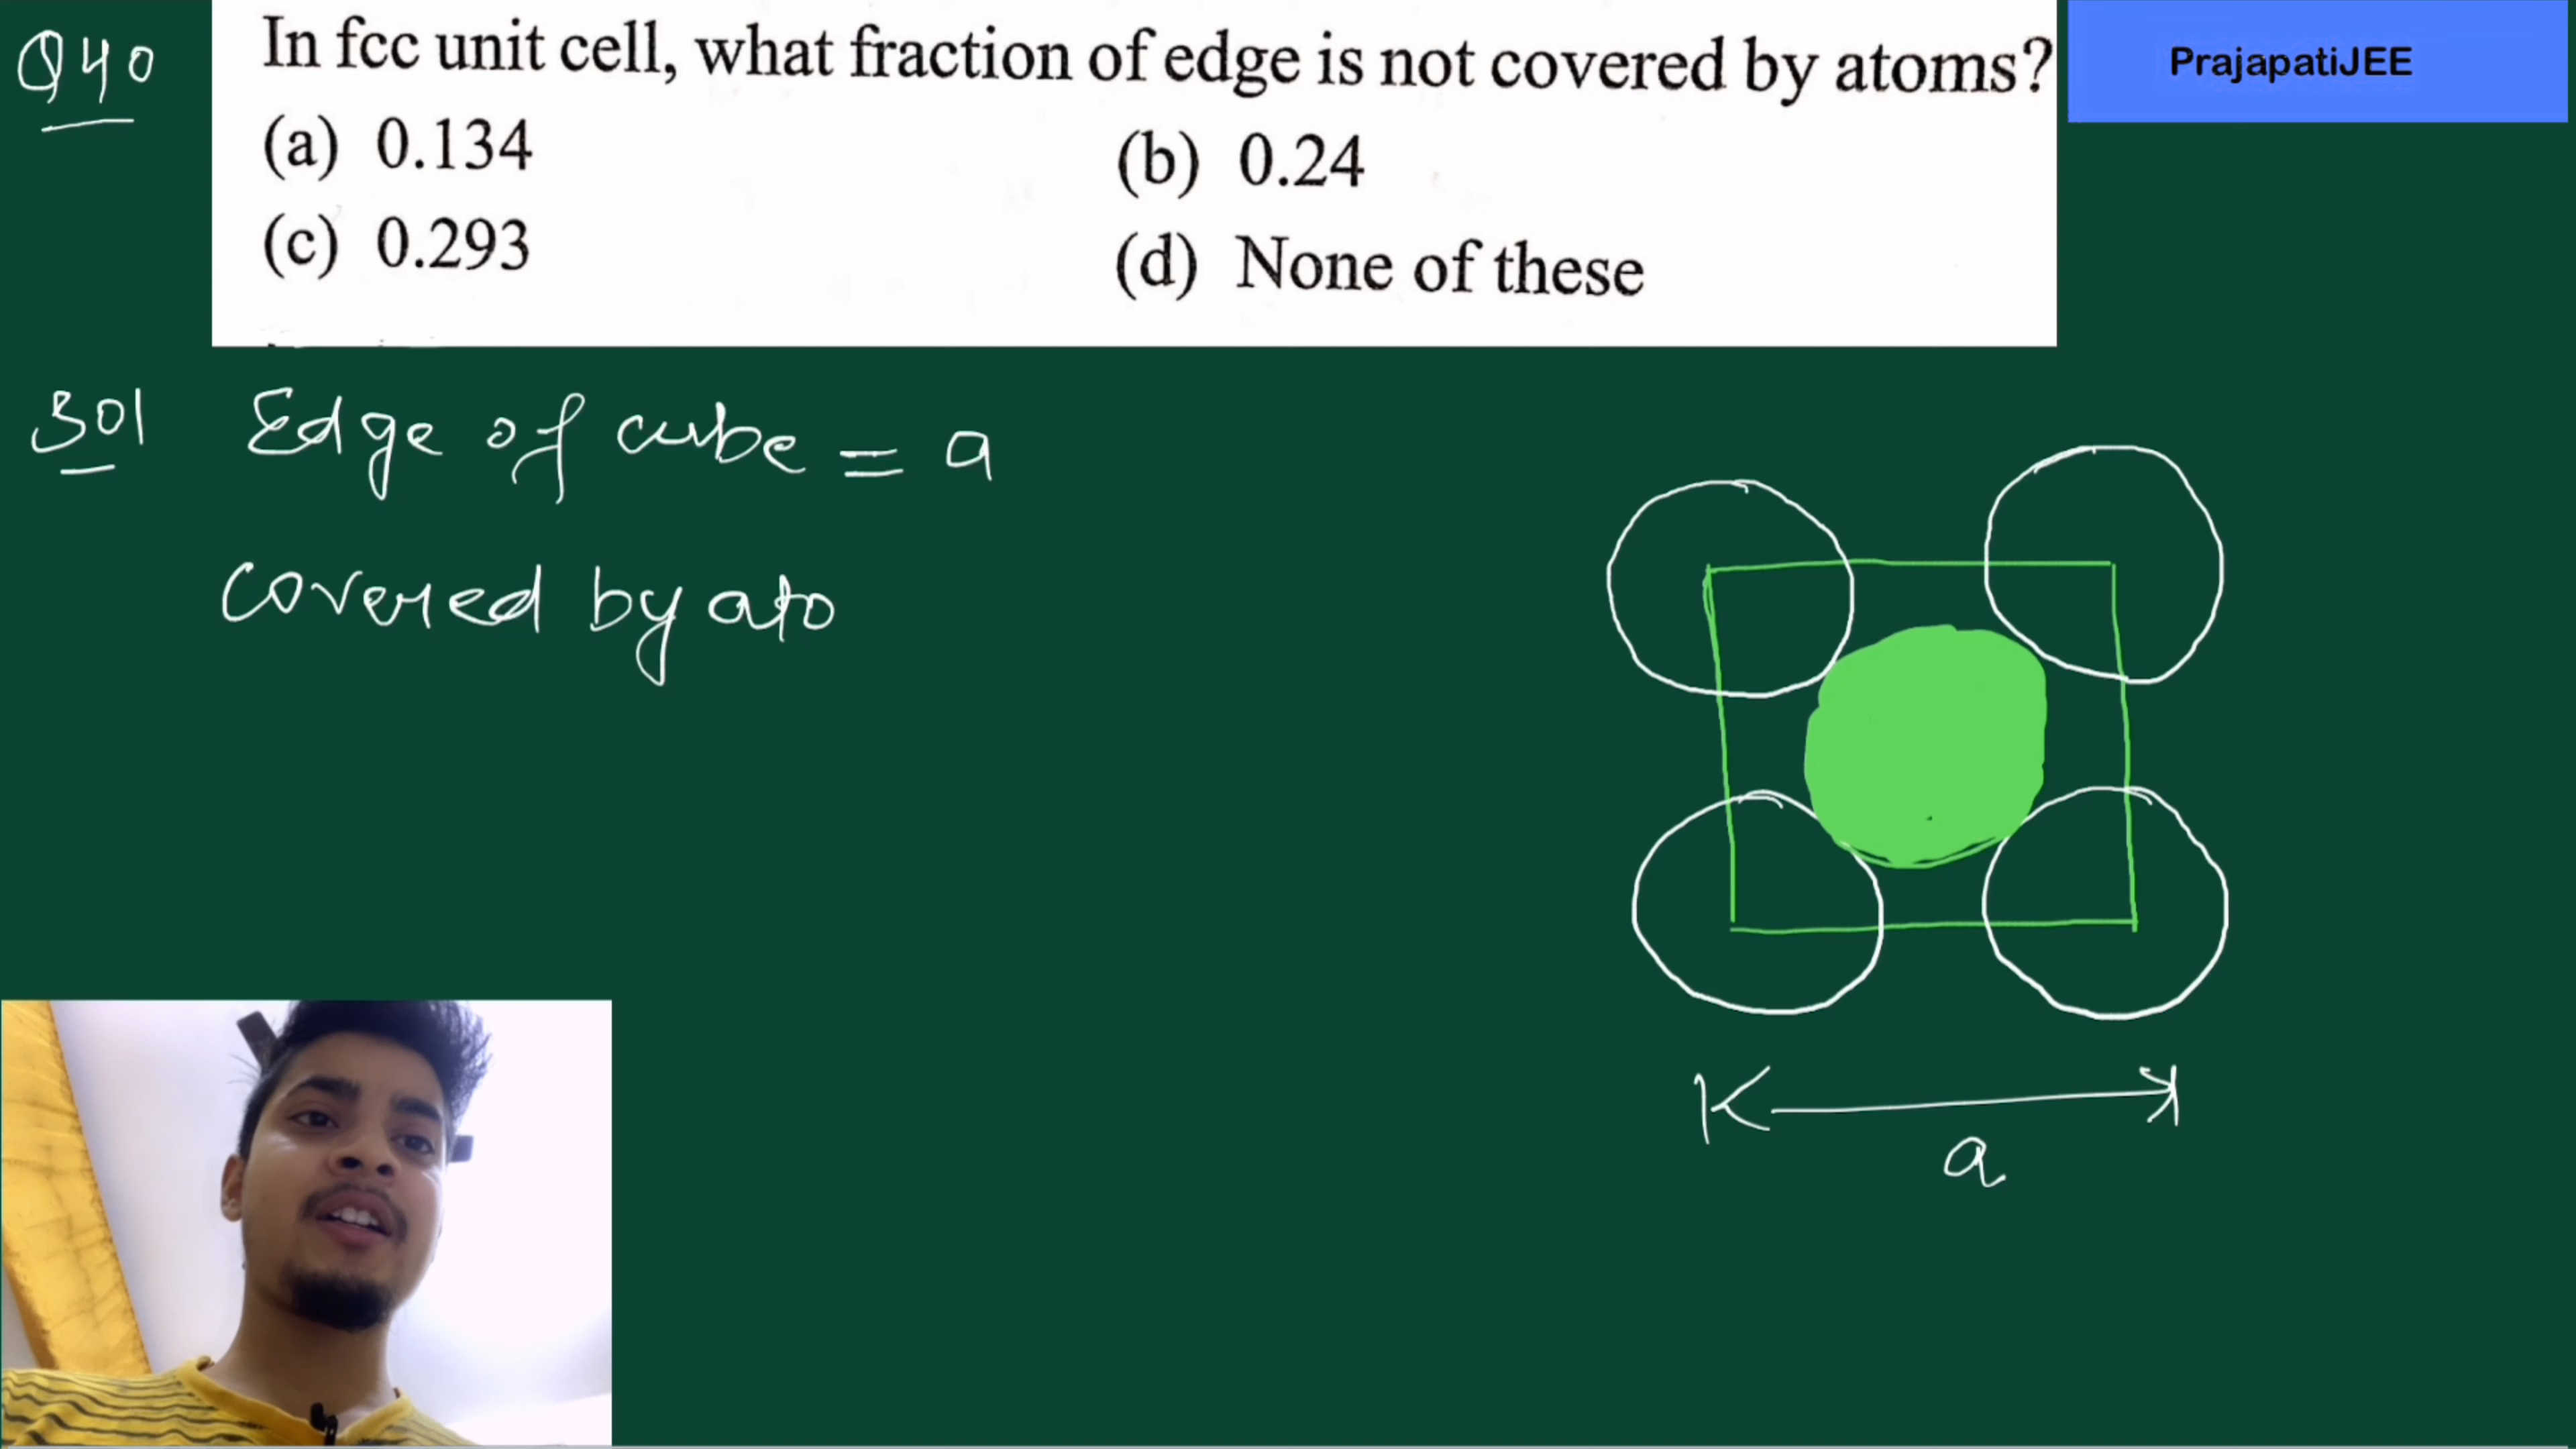 Q40
In fcc unit cell, what fraction of edge is not covered by atoms?
PrajapatiJEE
(a) 0.134
(b) 0.24
(c) 0.293
(d) None of these
Sol Edge of cube = a
covered by ato
a